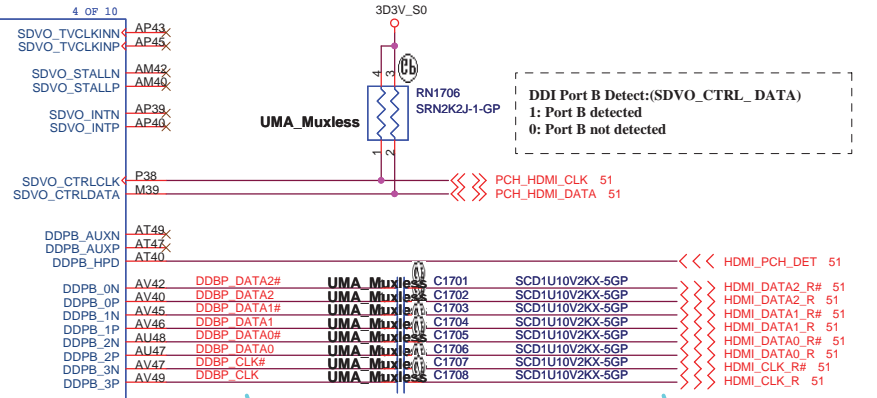 4 OF 10
3D3V_S0
SDVO_TVCLKINN AP43
SDVO_TVCLKINP AP45
SDVO_STALLN AM42
SDVO_STALLP AM40
4 3
RN1706
SRN2K2J-1-GP
UMA_Muxless
1 2
DDI Port B Detect:(SDVO_CTRL_ DATA)
1: Port B detected
0: Port B not detected
SDVO_INTN AP39
SDVO_INTP AP40
SDVO_CTRLCLK P38 PCH_HDMI_CLK 51
SDVO_CTRLDATA M39 PCH_HDMI_DATA 51
DDPB_AUXN AT49
DDPB_AUXP AT47
DDPB_HPD AT40 HDMI_PCH_DET 51
DDPB_0N AV42 DDBP_DATA2# UMA_Muxless C1701 SCD1U10V2KX-5GP HDMI_DATA2_R# 51
DDPB_0P AV40 DDBP_DATA2 UMA_Muxless C1702 SCD1U10V2KX-5GP HDMI_DATA2_R 51
DDPB_1N AV45 DDBP_DATA1# UMA_Muxless C1703 SCD1U10V2KX-5GP HDMI_DATA1_R# 51
DDPB_1P AV46 DDBP_DATA1 UMA_Muxless C1704 SCD1U10V2KX-5GP HDMI_DATA1_R 51
DDPB_2N AU48 DDBP_DATA0# UMA_Muxless C1705 SCD1U10V2KX-5GP HDMI_DATA0_R# 51
DDPB_2P AU47 DDBP_DATA0 UMA_Muxless C1706 SCD1U10V2KX-5GP HDMI_DATA0_R 51
DDPB_3N AV47 DDBP_CLK# UMA_Muxless C1707 SCD1U10V2KX-5GP HDMI_CLK_R# 51
DDPB_3P AV49 DDBP_CLK UMA_Muxless C1708 SCD1U10V2KX-5GP HDMI_CLK_R 51